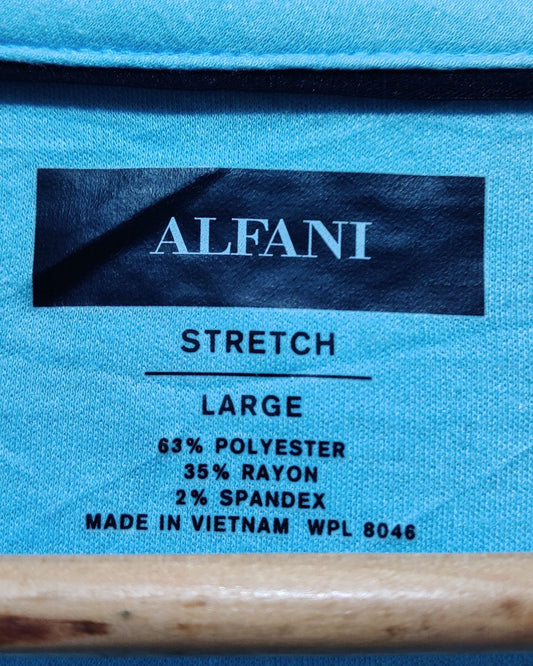 ALFANI
STRETCH
LARGE
63% POLYESTER
35% RAYON
2% SPANDEX
MADE IN VIETNAM WPL 8046